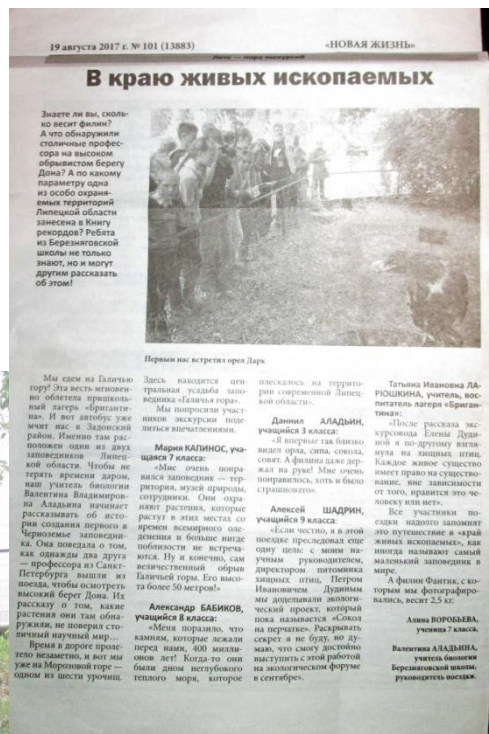 19 августа 2017 г. № 101 (13883)
«НОВАЯ ЖИЗНЬ»
Лето — пора экскурсий
В краю живых ископаемых
Знаете ли вы, сколь-
ко весит филин?
А что обнаружили
столичные профес-
сора на высоком
обрывистом берегу
Дона? А по какому
параметру одна
из особо охраня-
емых территорий
Липецкой области
занесена в Книгу
рекордов? Ребята
из Березняговской
школы не только
знают, но и могут
другим рассказать
об этом!
Первым нас встретил орел Дарк
Мы едем на Галичью
гору! Эта весть мгновен-
но облетела пришколь-
ный лагерь «Бриганти-
на». И вот автобус уже
мчит нас в Задонский
район. Именно там рас-
положен один из двух
заповедников Липец-
кой области. Чтобы не
терять времени даром,
наш учитель биологии
Валентина Владимиров-
на Аладьина начинает
рассказывать об исто-
рии создания первого в
Черноземье заповедни-
ка. Она поведала о том,
как однажды два друга
— профессора из Санкт-
Петербурга вышли из
поезда, чтобы осмотреть
высокий берег Дона. Их
рассказу о том, какие
растения они там обна-
ружили, не поверил сто-
личный научный мир...
Время в дороге проле-
тело незаметно, и вот мы
уже на Морозовой горе —
одном из шести урочищ.
Здесь находится цен-
тральная усадьба запо-
ведника «Галичья гора».
Мы попросили участ-
ников экскурсии поде-
литься впечатлениями.
Мария КАПИНОС, уча-
щаяся 7 класса:
«Мне очень понра-
вился заповедник — тер-
ритория, музей природы,
сотрудники. Они охра-
няют растения, которые
растут в этих местах со
времен всемирного оле-
денения и больше нигде
поблизости не встреча-
ются. Ну и конечно, сам
величественный обрыв
Галичьей горы. Его высо-
та более 50 метров!»
Александр БАБИКОВ,
учащийся 8 класса:
«Меня поразило, что
камням, которые лежали
перед нами, 400 миллио-
нов лет! Когда-то они
были дном неглубокого
теплого моря, которое
плескалось на террито-
рии современной Липец-
кой области».
Даниил АЛАДЬИН,
учащийся 3 класса:
«Я впервые так близко
видел орла, сипа, сокола,
сову. А филина даже дер-
жал на руке! Мне очень
понравилось, хоть и было
страшновато».
Алексей ШАДРИН,
учащийся 9 класса:
«Если честно, я в этой
поездке преследовал еще
одну цель: с моим на-
учным руководителем,
директором питомника
хищных птиц, Петром
Ивановичем Дудиным
мы доделывали экологи-
ческий проект, который
пока называется «Сокол
на перчатке». Раскрывать
секрет я не буду, но ду-
маю, что смогу достойно
выступить с этой работой
на экологическом форуме
в сентябре».
Татьяна Ивановна ЛА-
РЮШКИНА, учитель, вос-
питатель лагеря «Бриган-
тина»:
«После рассказа экс-
курсовода Елены Дуди-
ной я по-другому взгля-
нула на хищных птиц.
Каждое живое существо
имеет право на существо-
вание, вне зависимости
от того, нравится это че-
ловеку или нет».
Все участники по-
ездки надолго запомнят
это путешествие в «край
живых ископаемых», как
иногда называют самый
маленький заповедник в
мире.
А филин Фантик, с ко-
торым мы фотографиро-
вались, весит 2,5 кг.
Алина ВОРОБЬЕВА,
ученица 7 класса,
Валентина АЛАДЬИНА,
учитель биологии
Березняговской школы,
руководитель поездки.